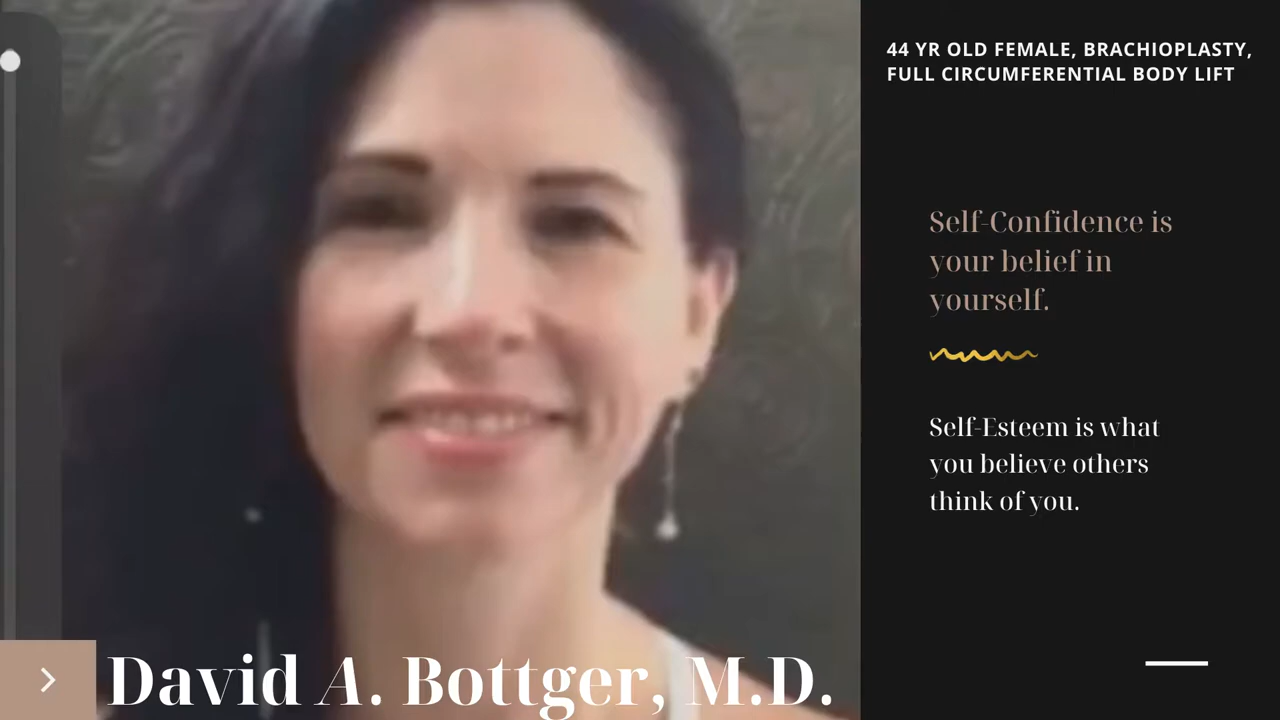 44 YR OLD FEMALE, BRACHIOPLASTY,
FULL CIRCUMFERENTIAL BODY LIFT
Self-Confidence is
your belief in
yourself.
Self-Esteem is what
you believe others
think of you.
David A. Bottger, M.D.